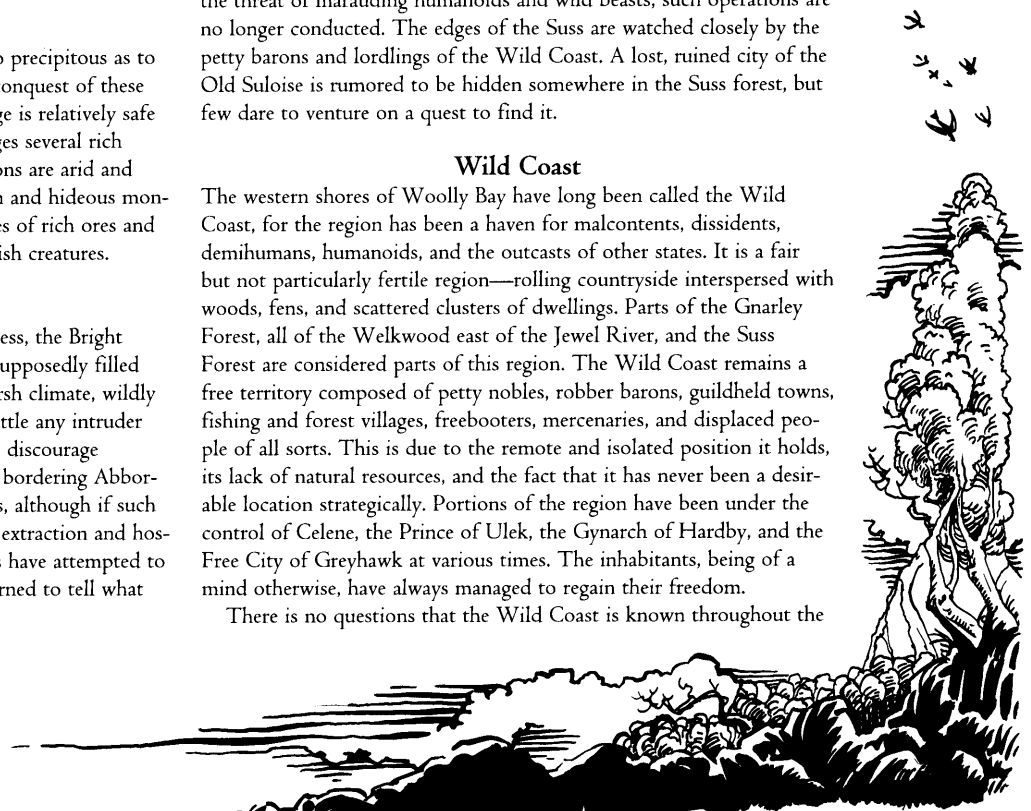 precipitous as to
onquest of these
ge is relatively safe
ges several rich
ons are arid and
and hideous mon-
es of rich ores and
ish creatures.
ess, the Bright
upposedly filled
rsh climate, wildly
ttle any intruder
discourage
bordering Abbor-
s, although if such
extraction and hos-
s have attempted to
rned to tell what
the threat of marauding humanoids and wild beasts, such operations are
no longer conducted. The edges of the Suss are watched closely by the
petty barons and lordlings of the Wild Coast. A lost, ruined city of the
Old Suloise is rumored to be hidden somewhere in the Suss forest, but
few dare to venture on a quest to find it.
Wild Coast
The western shores of Woolly Bay have long been called the Wild
Coast, for the region has been a haven for malcontents, dissidents,
demihumans, humanoids, and the outcasts of other states. It is a fair
but not particularly fertile region—rolling countryside interspersed with
woods, fens, and scattered clusters of dwellings. Parts of the Gnarley
Forest, all of the Welkwood east of the Jewel River, and the Suss
Forest are considered parts of this region. The Wild Coast remains a
free territory composed of petty nobles, robber barons, guildheld towns,
fishing and forest villages, freebooters, mercenaries, and displaced peo-
ple of all sorts. This is due to the remote and isolated position it holds,
its lack of natural resources, and the fact that it has never been a desir-
able location strategically. Portions of the region have been under the
control of Celene, the Prince of Ulek, the Gynarch of Hardby, and the
Free City of Greyhawk at various times. The inhabitants, being of a
mind otherwise, have always managed to regain their freedom.
There is no questions that the Wild Coast is known throughout the